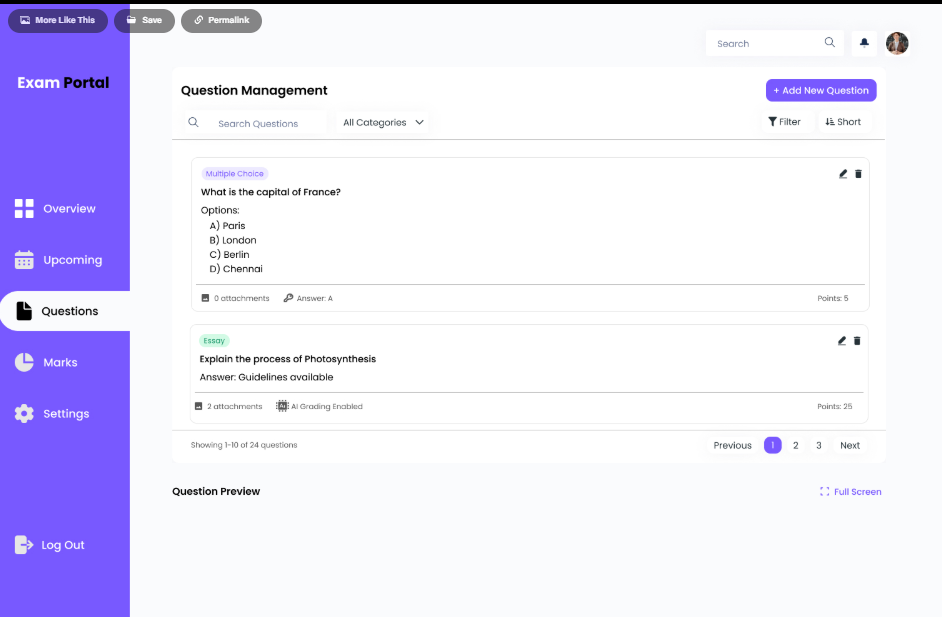 More Like This
Save
Permalink
Search
Exam Portal
Question Management
+ Add New Question
Search Questions
All Categories
Filter
Short
Multiple Choice
What is the capital of France?
Options:
A) Paris
B) London
C) Berlin
D) Chennai
0 attachments
Answer: A
Points: 5
Overview
Upcoming
Questions
Marks
Settings
Log Out
Essay
Explain the process of Photosynthesis
Answer: Guidelines available
2 attachments
AI Grading Enabled
Points: 25
Showing 1-10 of 24 questions
Previous
1
2
3
Next
Question Preview
Full Screen